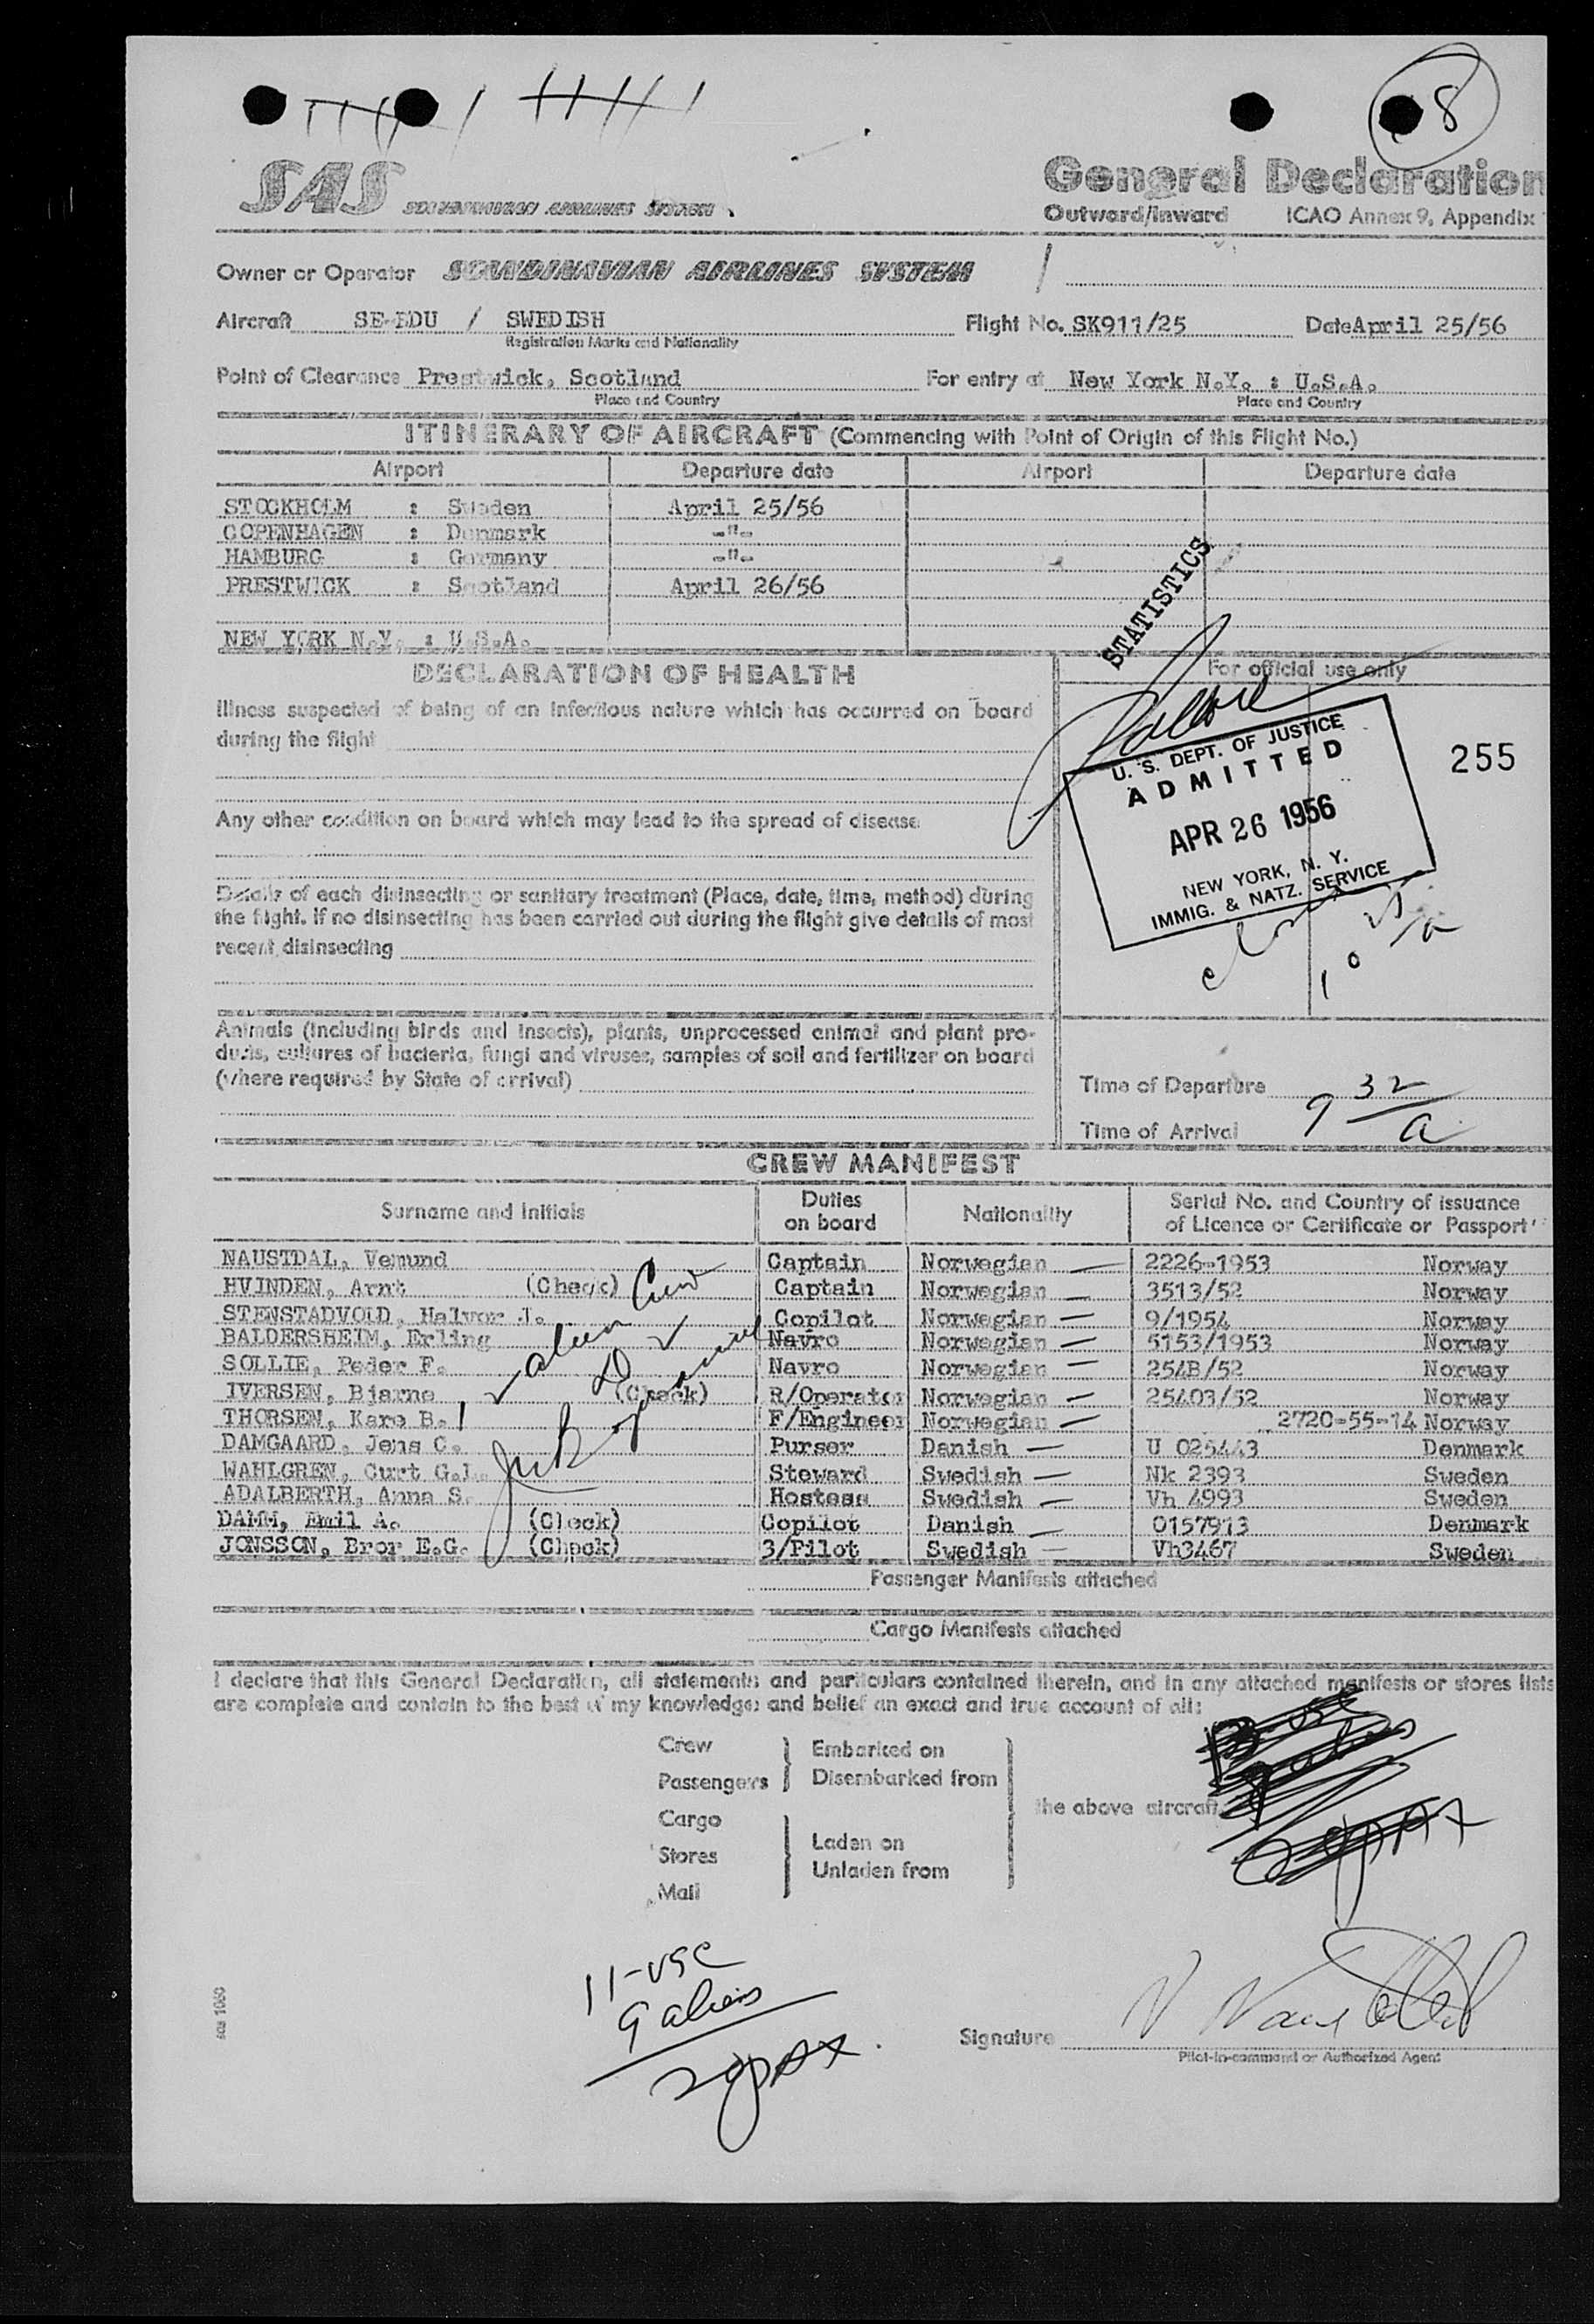 8
SAS SCANDINAVIAN AIRLINES SYSTEM
General Declaration
Outward/Inward ICAO Annex 9, Appendix 1
Owner or Operator SCANDINAVIAN AIRLINES SYSTEM
Aircraft SE-BDU / SWEDISH Flight No. SK911/25 Date April 25/56
Registration Marks and Nationality
Point of Clearance Prestwick, Scotland For entry at New York N.Y. : U.S.A.
Place and Country Place and Country
ITINERARY OF AIRCRAFT (Commencing with Point of Origin of this Flight No.)
Airport Departure date Airport Departure date
STOCKHOLM : Sweden April 25/56
COPENHAGEN : Denmark -"-
HAMBURG : Germany -"-
PRESTWICK : Scotland April 26/56
NEW YORK N.Y. : U.S.A.
STATISTICS
DECLARATION OF HEALTH
For official use only
Illness suspected of being of an infectious nature which has occurred on board
during the flight
U. S. DEPT. OF JUSTICE
ADMITTED
APR 26 1956
NEW YORK, N. Y.
IMMIG. & NATZ. SERVICE
255
Any other condition on board which may lead to the spread of disease
Details of each disinsecting or sanitary treatment (Place, date, time, method) during
the flight. If no disinsecting has been carried out during the flight give details of most
recent disinsecting
Animals (including birds and insects), plants, unprocessed animal and plant pro-
ducts, cultures of bacteria, fungi and viruses, samples of soil and fertilizer on board
(where required by State of arrival)
Time of Departure
Time of Arrival 9 32/a
CREW MANIFEST
Surname and Initials Duties on board Nationality Serial No. and Country of issuance of Licence or Certificate or Passport
NAUSTDAL, Vemund Captain Norwegian 2226-1953 Norway
HVINDEN, Arnt (Check) Captain Norwegian 3513/52 Norway
STENSTADVOLD, Halvor J. Copilot Norwegian 9/1954 Norway
BALDERSHEIM, Erling Navro Norwegian 5153/1953 Norway
SOLLIE, Peder F. Navro Norwegian 254B/52 Norway
IVERSEN, Bjarne (Check) R/Operator Norwegian 25403/52 Norway
THORSEN, Kare B. F/Engineer Norwegian 2720-55-14 Norway
DAMGAARD, Jens C. Purser Danish U 025443 Denmark
WAHLGREN, Curt G.L. Steward Swedish Nk 2393 Sweden
ADALBERTH, Anna S. Hostess Swedish Vh 4993 Sweden
DAMM, Emil A. (Check) Copilot Danish 0157913 Denmark
JONSSON, Bror E.G. (Check) 3/Pilot Swedish Vh3467 Sweden
alien Crew
Passenger Manifests attached
Cargo Manifests attached
I declare that this General Declaration, all statements and particulars contained therein, and in any attached manifests or stores lists
are complete and contain to the best of my knowledge and belief an exact and true account of all:
Crew
Passengers
Embarked on
Disembarked from
Cargo
Stores
Mail
Laden on
Unladen from
the above aircraft.
11-USC
9 aliens
20 pax
SAS 1060
Signature V Naustdal
Pilot-in-command or Authorized Agent